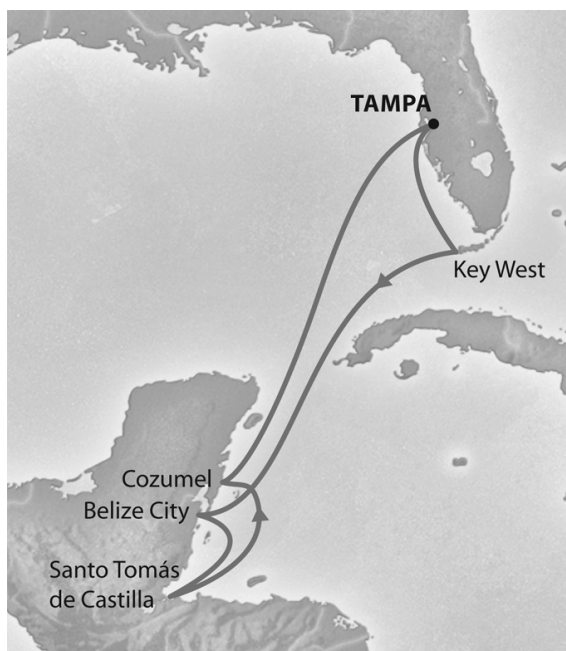 TAMPA
Key West
Cozumel
Belize City
Santo Tomás
de Castilla